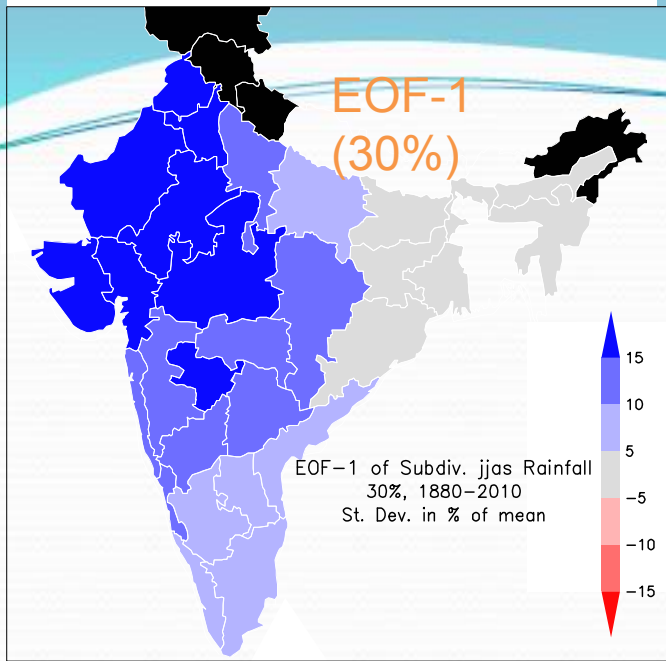 EOF-1
(30%)
EOF-1 of Subdiv. jjas Rainfall
30%, 1880-2010
St. Dev. in % of mean
15
10
5
-5
-10
-15